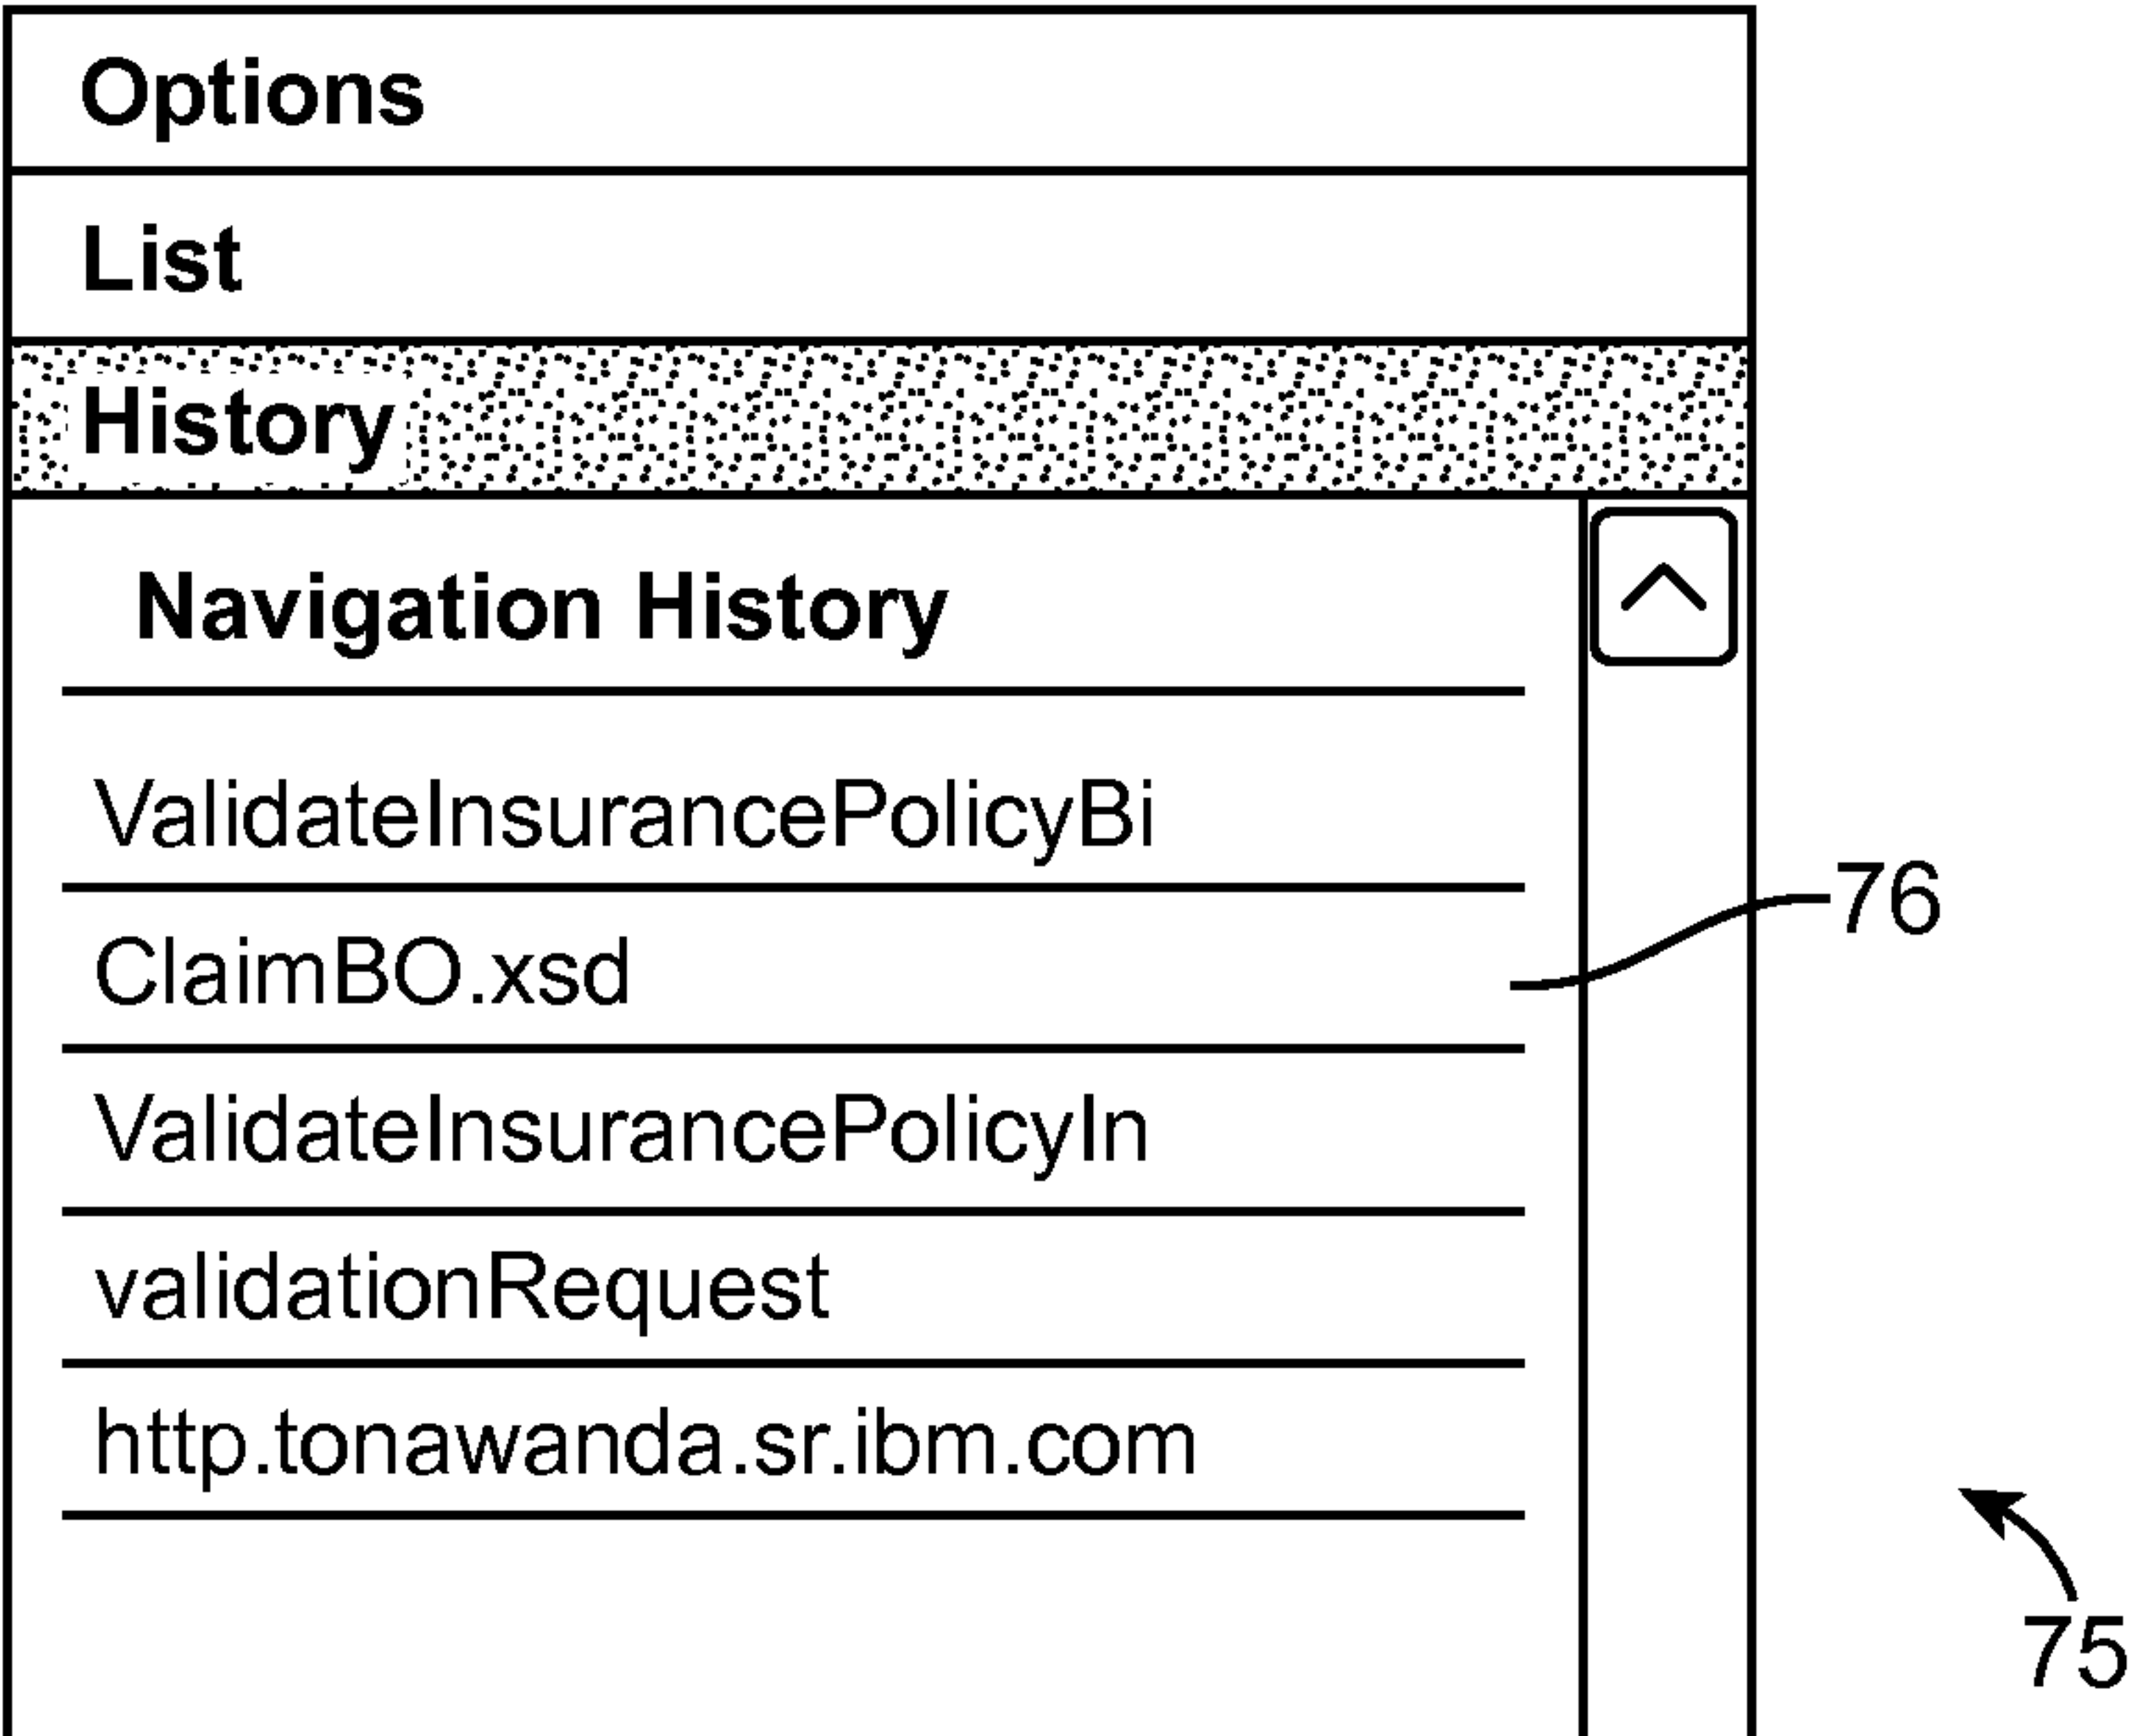 Options
List
History
Navigation History
ValidateInsurancePolicyBi
ClaimBO.xsd
76
ValidateInsurancePolicyIn
validationRequest
http.tonawanda.sr.ibm.com
75